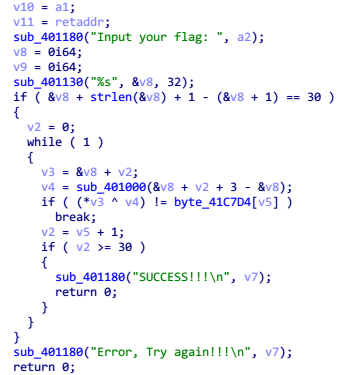 v10 = a1;
v11 = retaddr;
sub_401180("Input your flag: ", a2);
v8 = 0i64;
v9 = 0i64;
sub_401130("%s", &v8, 32);
if ( &v8 + strlen(&v8) + 1 - (&v8 + 1) == 30 )
{
v2 = 0;
while ( 1 )
{
v3 = &v8 + v2;
v4 = sub_401000(&v8 + v2 + 3 - &v8);
if ( (*v3 ^ v4) != byte_41C7D4[v5] )
break;
v2 = v5 + 1;
if ( v2 >= 30 )
{
sub_401180("SUCCESS!!!\n", v7);
return 0;
}
}
}
sub_401180("Error, Try again!!!\n", v7);
return 0;